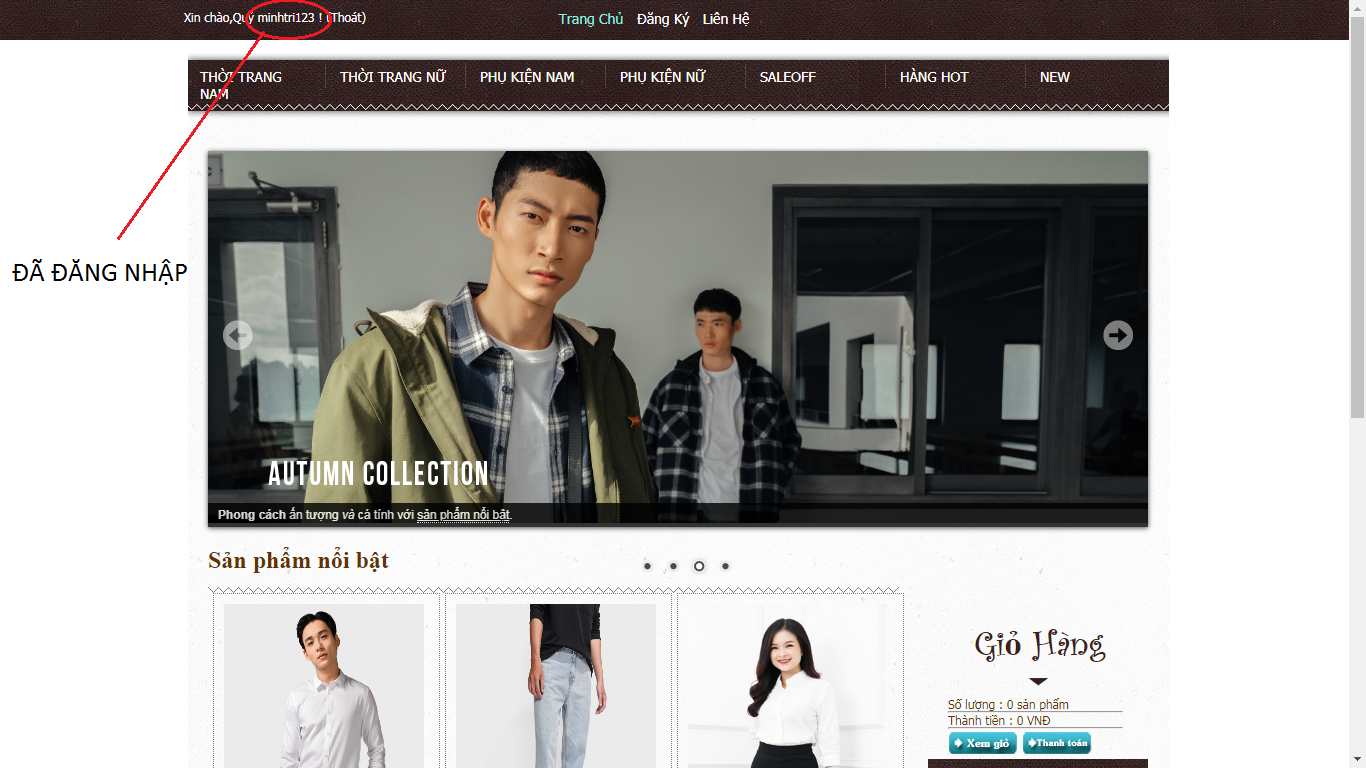 Xin chào,Quý minhtri123 ! (Thoát)
Trang Chủ Đăng Ký Liên Hệ
THỜI TRANG NAM
THỜI TRANG NỮ
PHỤ KIỆN NAM
PHỤ KIỆN NỮ
SALEOFF
HÀNG HOT
NEW
ĐÃ ĐĂNG NHẬP
AUTUMN COLLECTION
Phong cách ấn tượng và cá tính với sản phẩm nổi bật.
Sản phẩm nổi bật
Giỏ Hàng
Số lượng : 0 sản phẩm
Thành tiền : 0 VNĐ
Xem giỏ Thanh toán